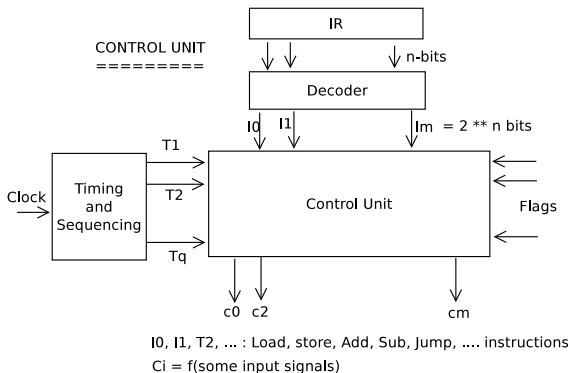 IR
CONTROL UNIT
=========
n-bits
Decoder
I0 I1 Im = 2 ** n bits
T1
Clock
Timing
and
Sequencing
T2
Control Unit
Flags
Tq
c0 c2 cm
I0, I1, T2, ... : Load, store, Add, Sub, Jump, .... instructions
Ci = f(some input signals)